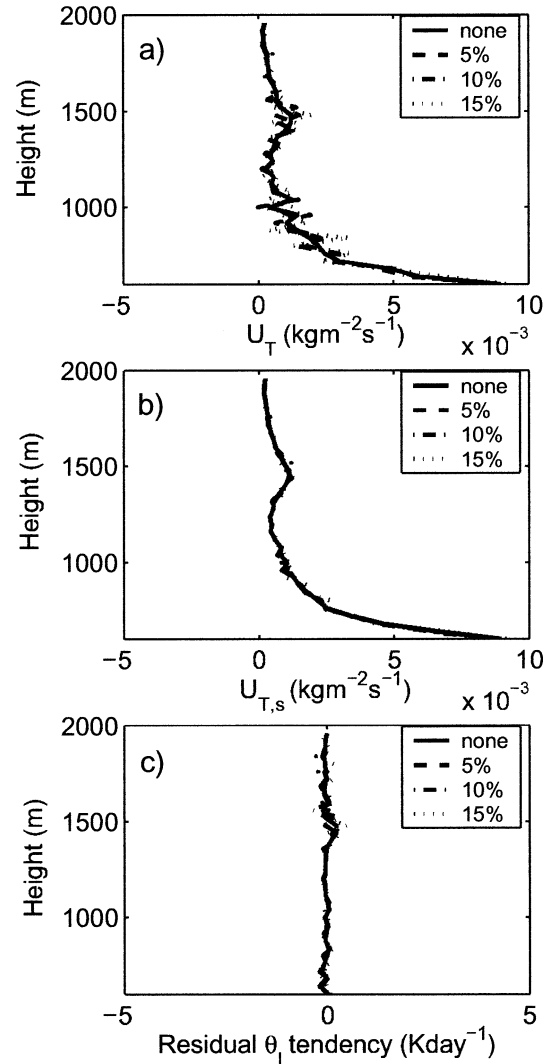 a)
none
5%
10%
15%
2000
1500
1000
Height (m)
−5
0
5
10
U_T (kgm⁻²s⁻¹)
x 10⁻³
b)
none
5%
10%
15%
2000
1500
1000
Height (m)
−5
0
5
10
U_T,s (kgm⁻²s⁻¹)
x 10⁻³
c)
none
5%
10%
15%
2000
1500
1000
Height (m)
−5
0
5
Residual θ_l tendency (Kday⁻¹)